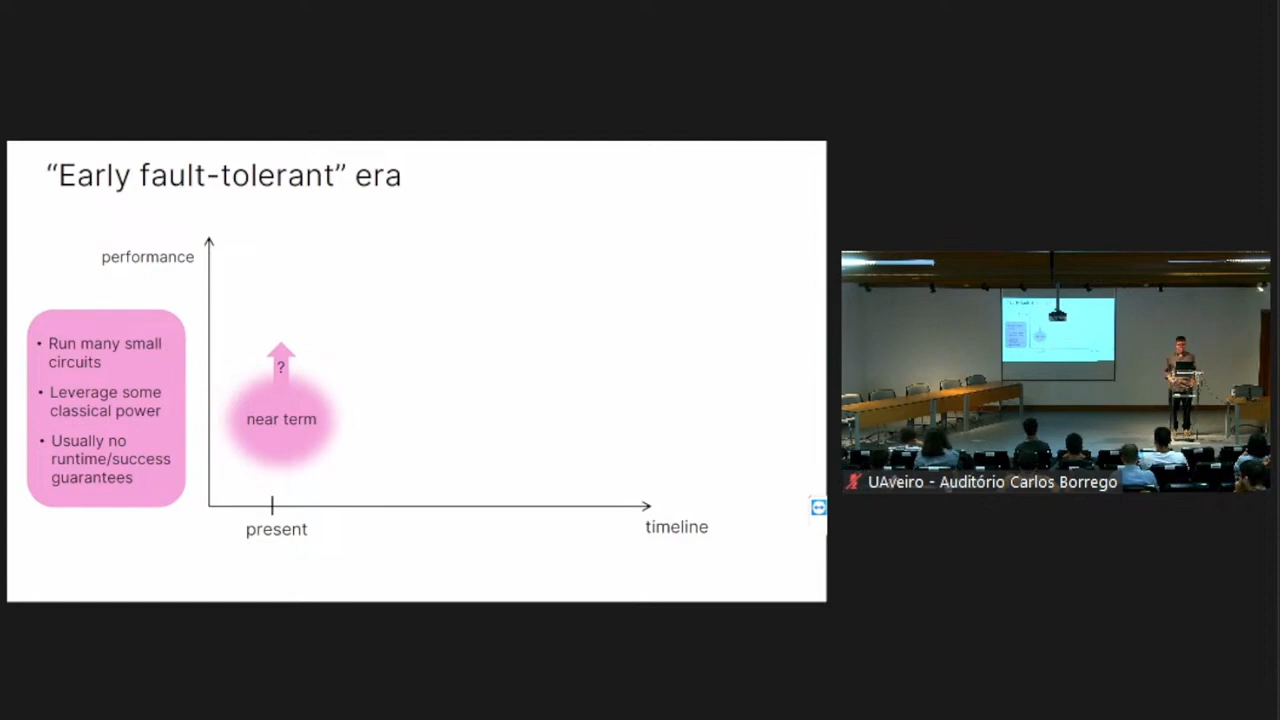 “Early fault-tolerant” era
performance
• Run many small
circuits
• Leverage some
classical power
• Usually no
runtime/success
guarantees
?
near term
present
timeline
UAveiro - Auditório Carlos Borrego